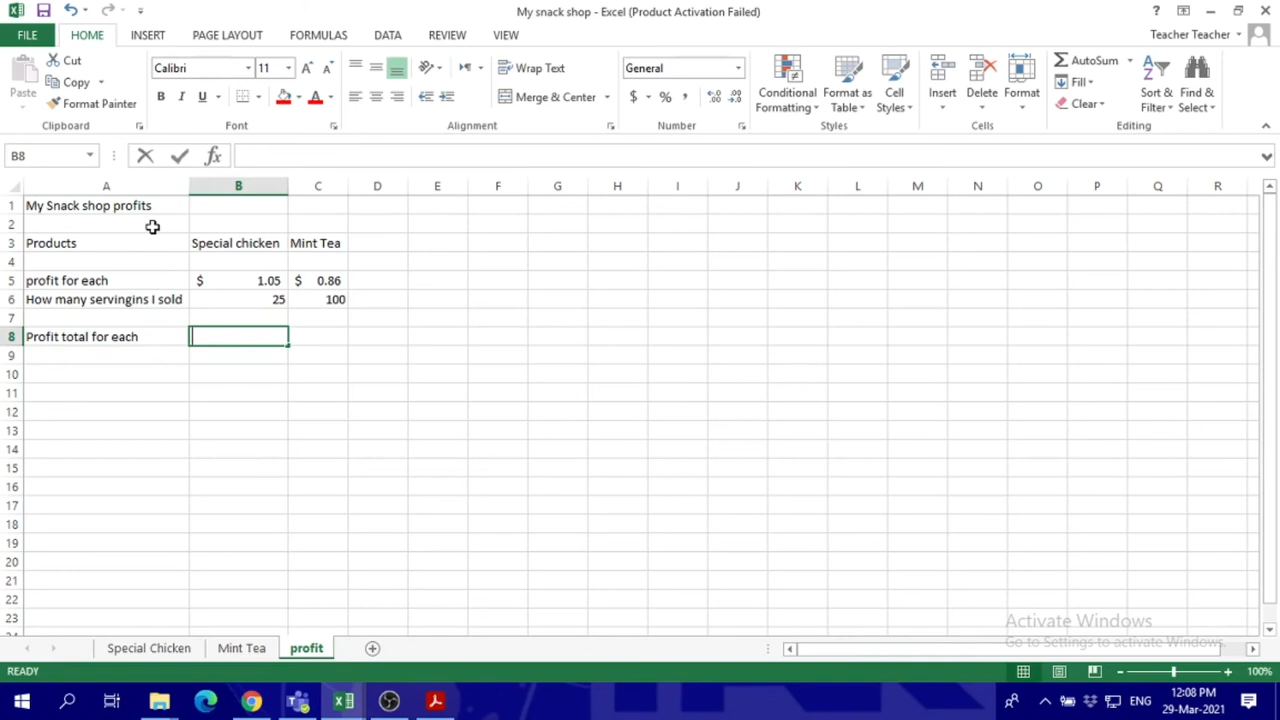 My snack shop - Excel (Product Activation Failed)
FILE HOME INSERT PAGE LAYOUT FORMULAS DATA REVIEW VIEW Teacher Teacher
Paste Cut Copy Format Painter
Calibri 11
B I U A
Wrap Text
Merge & Center
General
$ % ,
Conditional Formatting
Format as Table
Cell Styles
Insert Delete Format
AutoSum
Fill
Clear
Sort & Filter
Find & Select
Clipboard Font Alignment Number Styles Cells Editing
B8 fx
A B C D E F G H I J K L M N O P Q R
1 My Snack shop profits
2
3 Products Special chicken Mint Tea
4
5 profit for each $ 1.05 $ 0.86
6 How many servingins I sold 25 100
7
8 Profit total for each
9
10
11
12
13
14
15
16
17
18
19
20
21
22
23
Activate Windows
Go to Settings to activate Windows.
Special Chicken Mint Tea profit
READY 100%
ENG 12:08 PM
29-Mar-2021